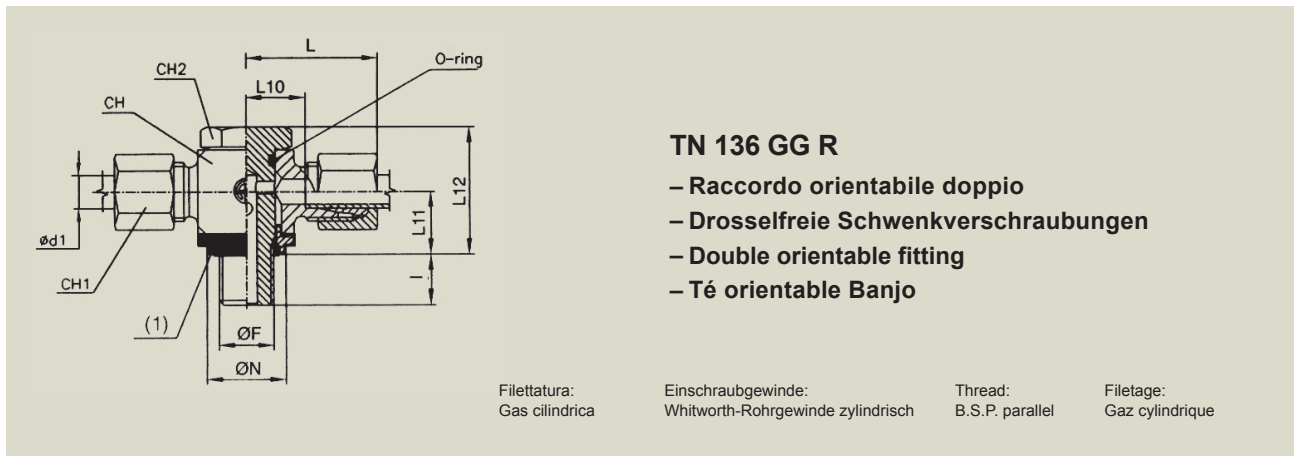 L
O-ring
CH2
L10
CH
L12
L11
Ød1
I
CH1
(1)
ØF
ØN
TN 136 GG R
– Raccordo orientabile doppio
– Drosselfreie Schwenkverschraubungen
– Double orientable fitting
– Té orientable Banjo
Filettatura:
Gas cilindrica
Einschraubgewinde:
Whitworth-Rohrgewinde zylindrisch
Thread:
B.S.P. parallel
Filetage:
Gaz cylindrique